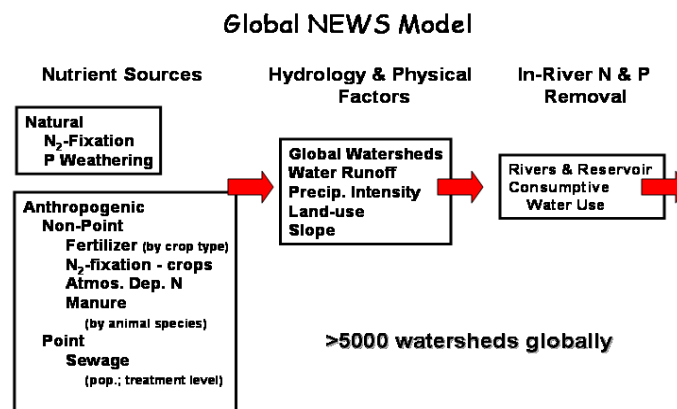 Global NEWS Model
Nutrient Sources
Natural
N₂-Fixation
P Weathering
Anthropogenic
Non-Point
Fertilizer (by crop type)
N₂-fixation - crops
Atmos. Dep. N
Manure
(by animal species)
Point
Sewage
(pop.; treatment level)
Hydrology & Physical
Factors
Global Watersheds
Water Runoff
Precip. Intensity
Land-use
Slope
In-River N & P
Removal
Rivers & Reservoir
Consumptive
Water Use
>5000 watersheds globally